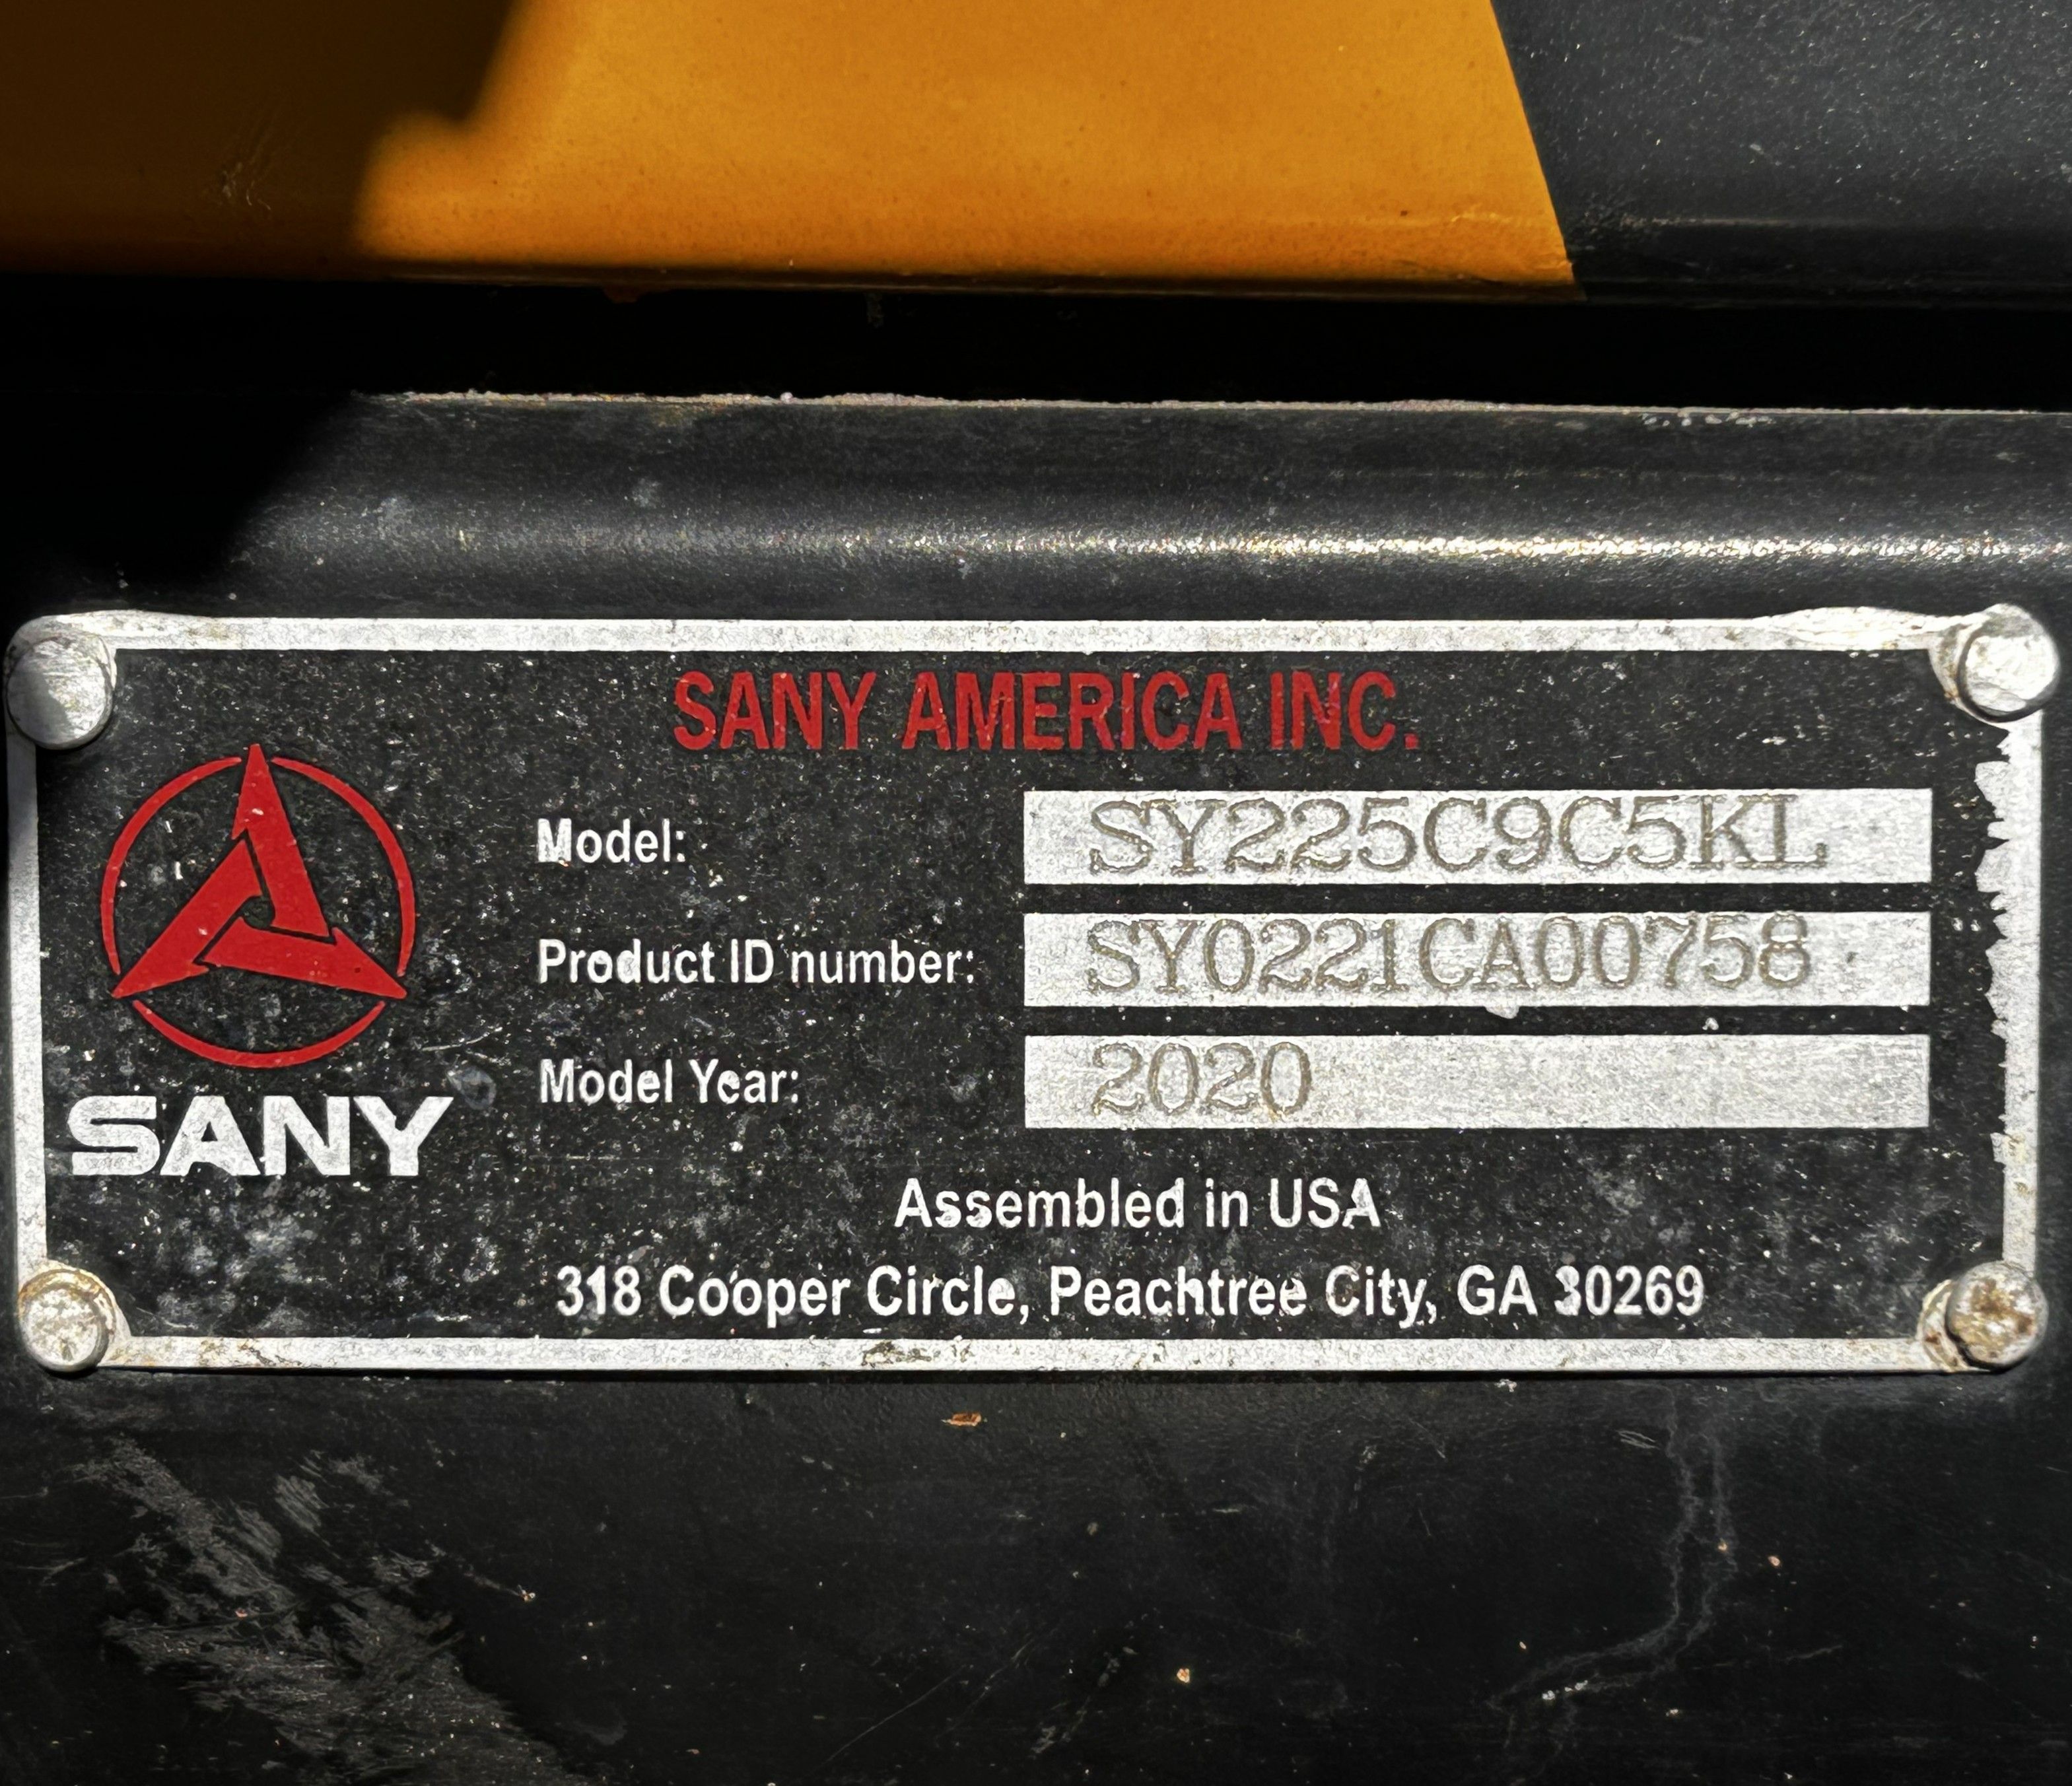 SANY AMERICA INC.
Model: SY225C9C5KL
Product ID number: SY0221CA00758
Model Year: 2020
SANY
Assembled in USA
318 Cooper Circle, Peachtree City, GA 30269